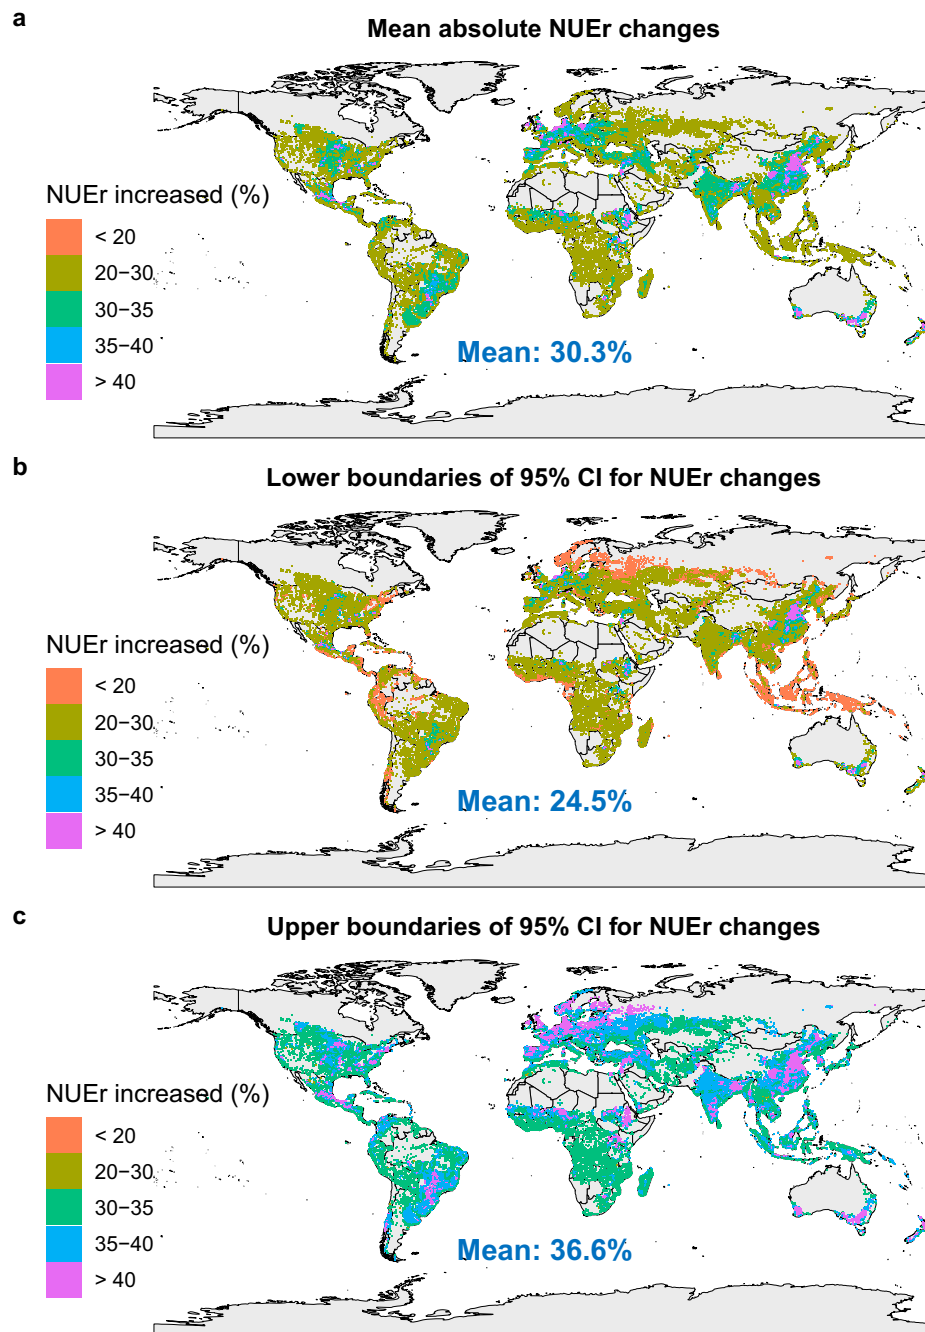 a
Mean absolute NUEr changes
NUEr increased (%)
< 20
20−30
30−35
35−40
> 40
Mean: 30.3%
b
Lower boundaries of 95% CI for NUEr changes
NUEr increased (%)
< 20
20−30
30−35
35−40
> 40
Mean: 24.5%
c
Upper boundaries of 95% CI for NUEr changes
NUEr increased (%)
< 20
20−30
30−35
35−40
> 40
Mean: 36.6%